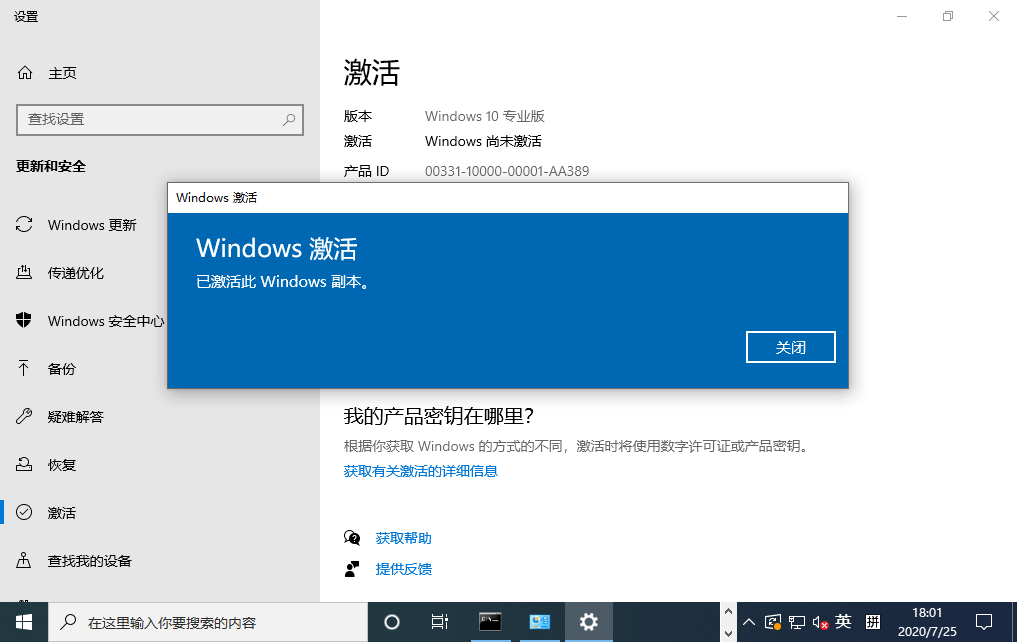 设置
主页
查找设置
更新和安全
Windows 更新
传递优化
Windows 安全中心
备份
疑难解答
恢复
激活
查找我的设备
激活
版本 Windows 10 专业版
激活 Windows 尚未激活
产品 ID 00331-10000-00001-AA389
Windows 激活
Windows 激活
已激活此 Windows 副本。
关闭
我的产品密钥在哪里?
根据你获取 Windows 的方式的不同，激活时将使用数字许可证或产品密钥。
获取有关激活的详细信息
获取帮助
提供反馈
在这里输入你要搜索的内容
英
拼
18:01
2020/7/25